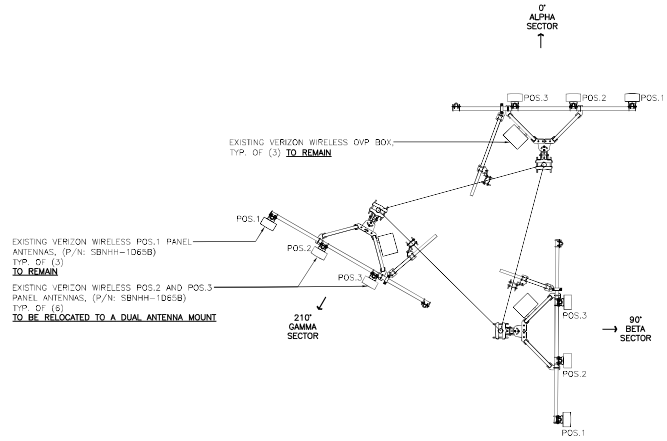 0°
ALPHA
SECTOR
POS.3
POS.2
POS.1
EXISTING VERIZON WIRELESS OVP BOX,
TYP. OF (3) TO REMAIN
POS.1
POS.2
POS.3
EXISTING VERIZON WIRELESS POS.1 PANEL
ANTENNAS, (P/N: SBNHH-1D65B)
TYP. OF (3)
TO REMAIN
EXISTING VERIZON WIRELESS POS.2 AND POS.3
PANEL ANTENNAS, (P/N: SBNHH-1D65B)
TYP. OF (6)
TO BE RELOCATED TO A DUAL ANTENNA MOUNT
210°
GAMMA
SECTOR
POS.3
90°
BETA
SECTOR
POS.2
POS.1